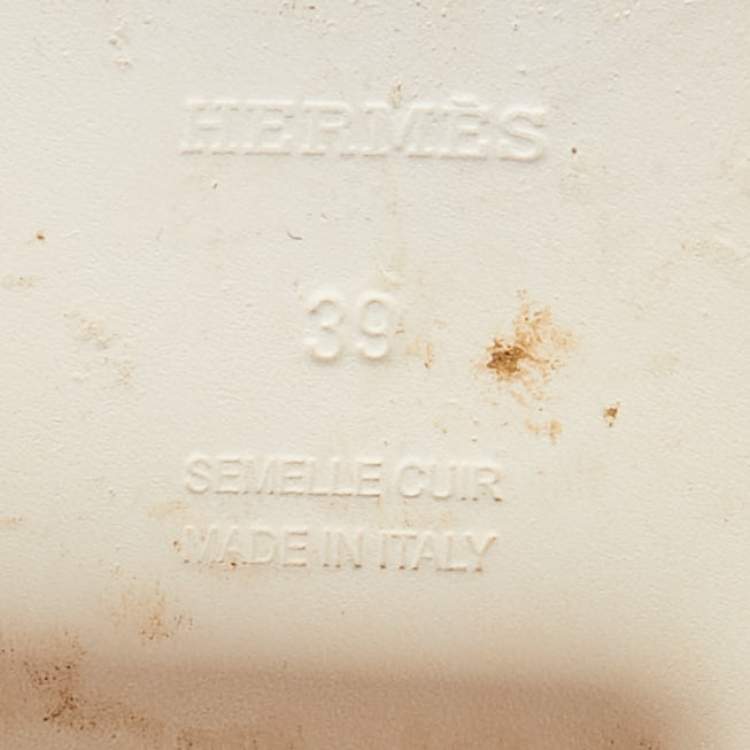 HERMÈS
39
SEMELLE CUIR
MADE IN ITALY